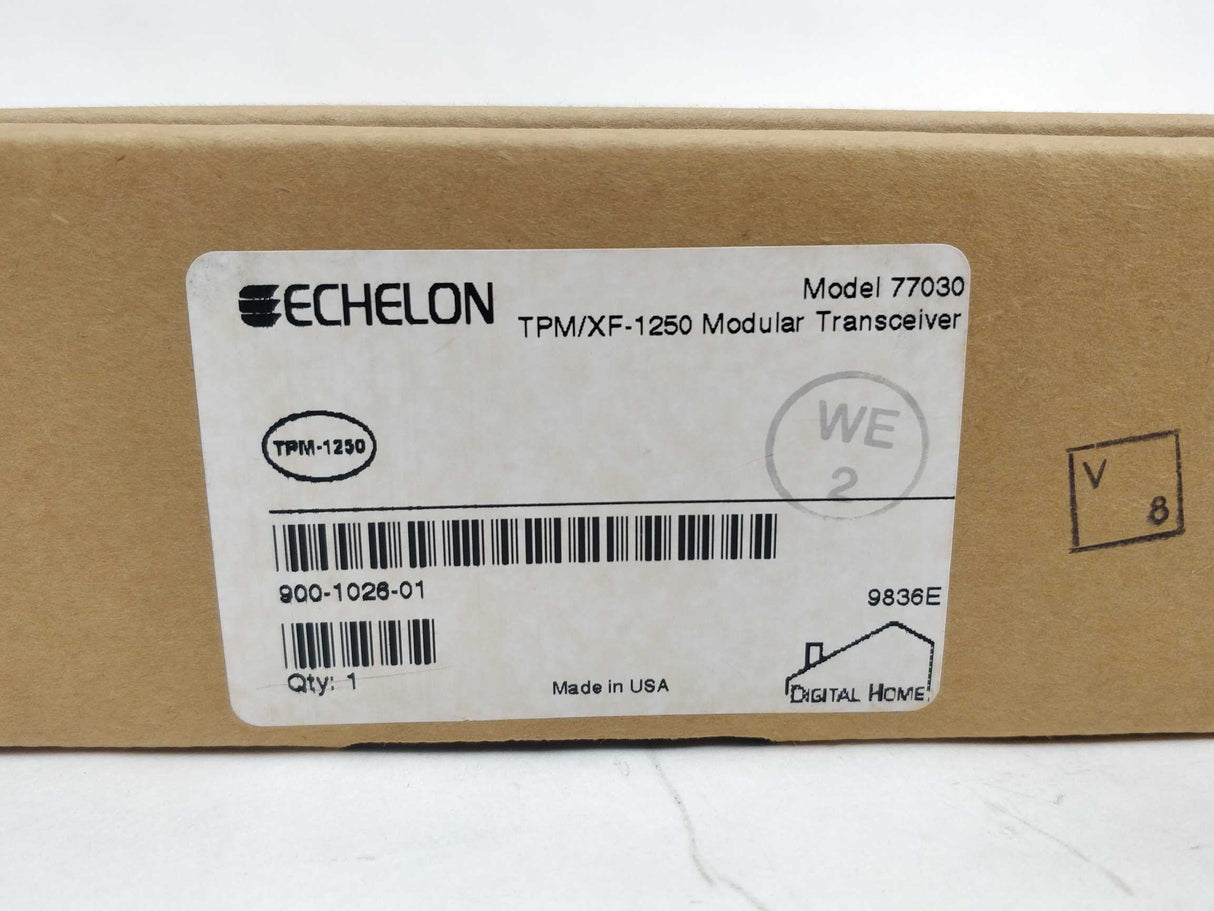 ECHELON
Model 77030
TPM/XF-1250 Modular Transceiver
TPM-1250
WE
2
900-1026-01
9836E
Qty: 1
Made in USA
DIGITAL HOME
V
8